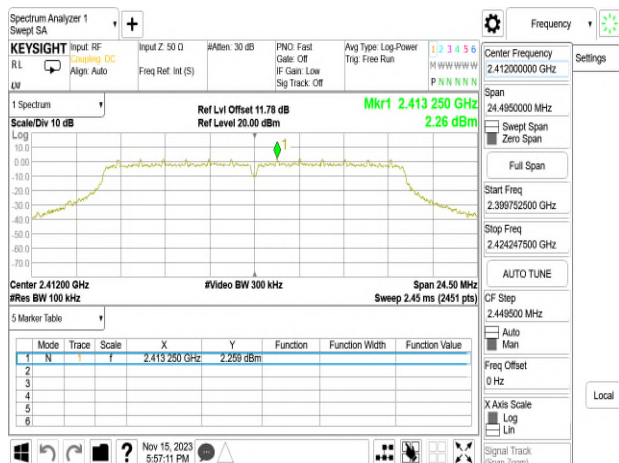 Spectrum Analyzer 1
Swept SA
Frequency
KEYSIGHT
RL
Input: RF
Coupling: DC
Align: Auto
Input Z: 50 Ω
Freq Ref: Int (S)
#Atten: 30 dB
PNO: Fast
Gate: Off
IF Gain: Low
Sig Track: Off
Avg Type: Log-Power
Trig: Free Run
1 2 3 4 5 6
M W W W W W
P N N N N N
1 Spectrum
Scale/Div 10 dB
Ref Lvl Offset 11.78 dB
Ref Level 20.00 dBm
Mkr1 2.413 250 GHz
2.26 dBm
Log
10.0
0.00
-10.0
-20.0
-30.0
-40.0
-50.0
-60.0
-70.0
1
Center 2.41200 GHz
#Res BW 100 kHz
#Video BW 300 kHz
Span 24.50 MHz
Sweep 2.45 ms (2451 pts)
5 Marker Table
Mode Trace Scale X Y Function Function Width Function Value
1 N 1 f 2.413 250 GHz 2.259 dBm
2
3
4
5
6
Nov 15, 2023
5:57:11 PM
Center Frequency
2.412000000 GHz
Settings
Span
24.4950000 MHz
Swept Span
Zero Span
Full Span
Start Freq
2.399752500 GHz
Stop Freq
2.424247500 GHz
AUTO TUNE
CF Step
2.449500 MHz
Auto
Man
Freq Offset
0 Hz
Local
X Axis Scale
Log
Lin
Signal Track
(Span Zoom)